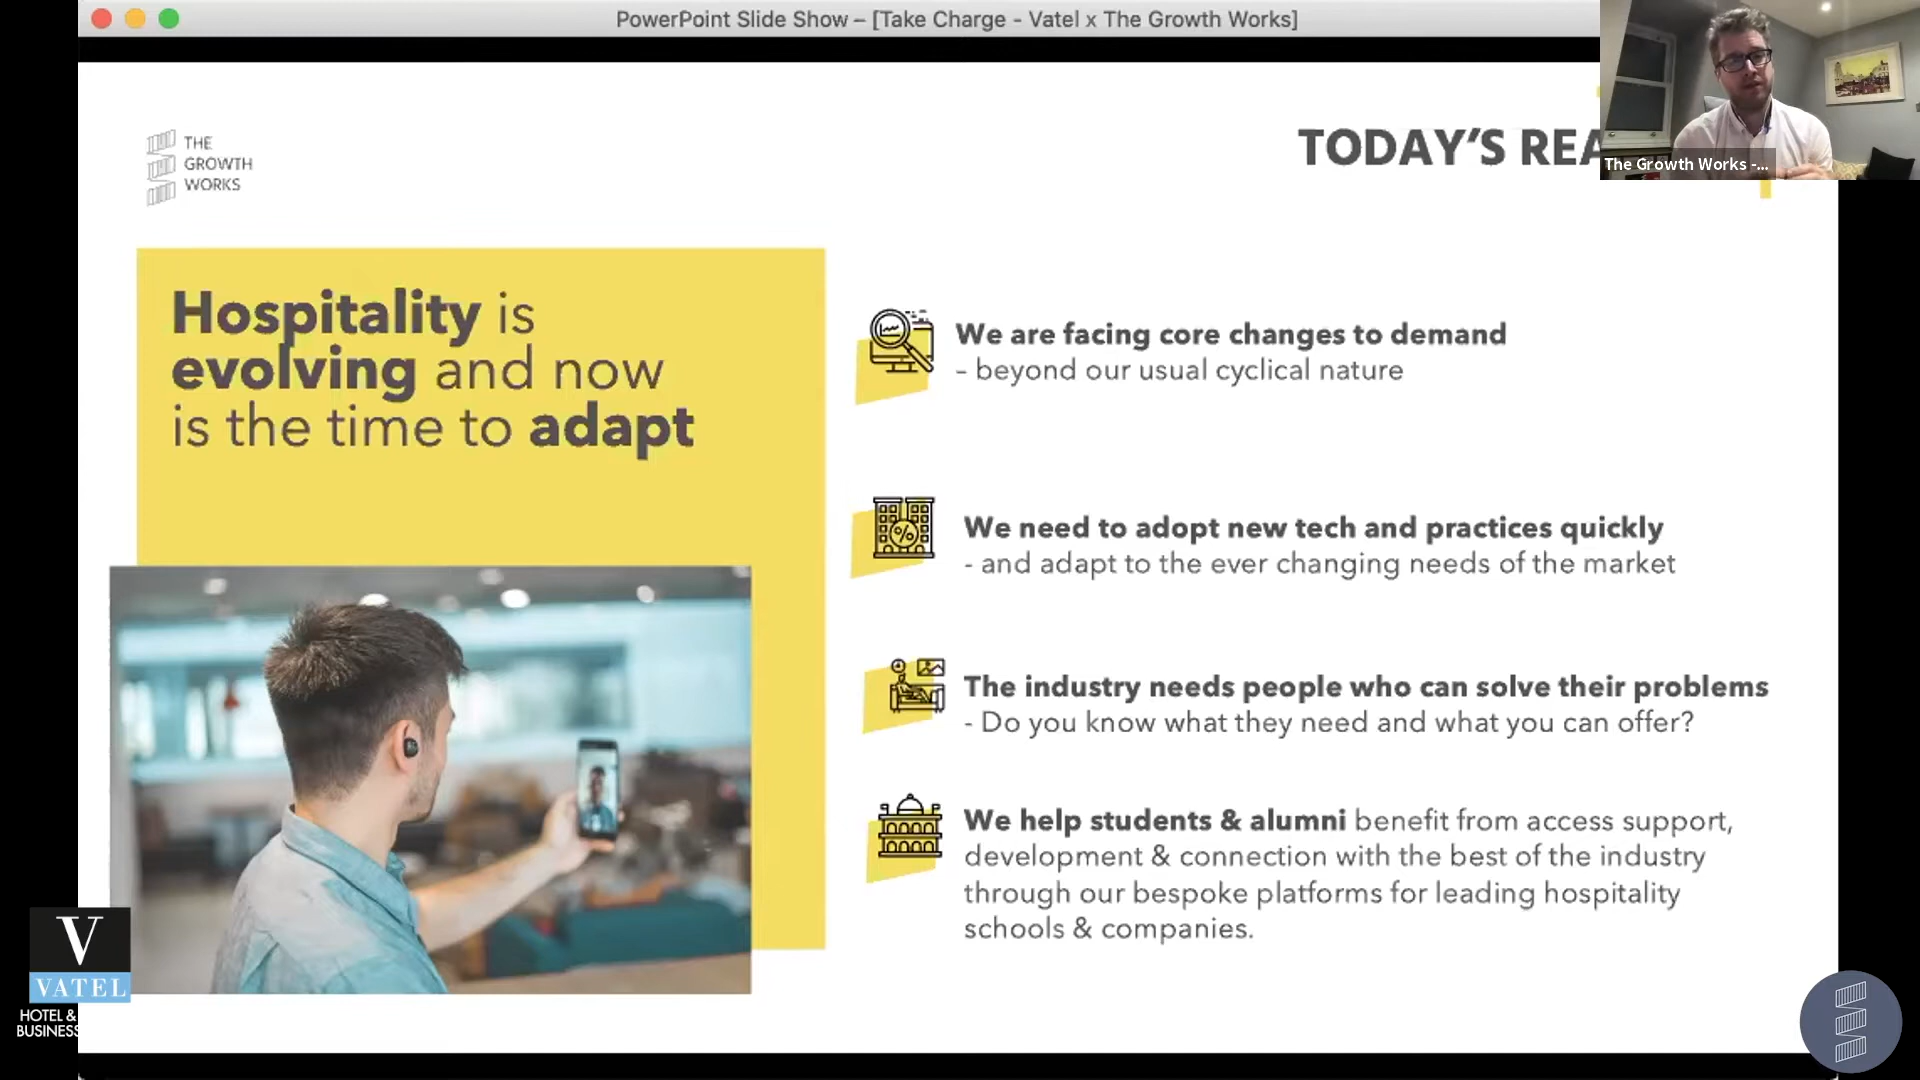 PowerPoint Slide Show – [Take Charge - Vatel x The Growth Works]
The Growth Works -...
THE
GROWTH
WORKS
TODAY'S REA
Hospitality is
evolving and now
is the time to adapt
We are facing core changes to demand
– beyond our usual cyclical nature
We need to adopt new tech and practices quickly
- and adapt to the ever changing needs of the market
The industry needs people who can solve their problems
- Do you know what they need and what you can offer?
We help students & alumni benefit from access support,
development & connection with the best of the industry
through our bespoke platforms for leading hospitality
schools & companies.
V
VATEL
HOTEL &
BUSINESS
%